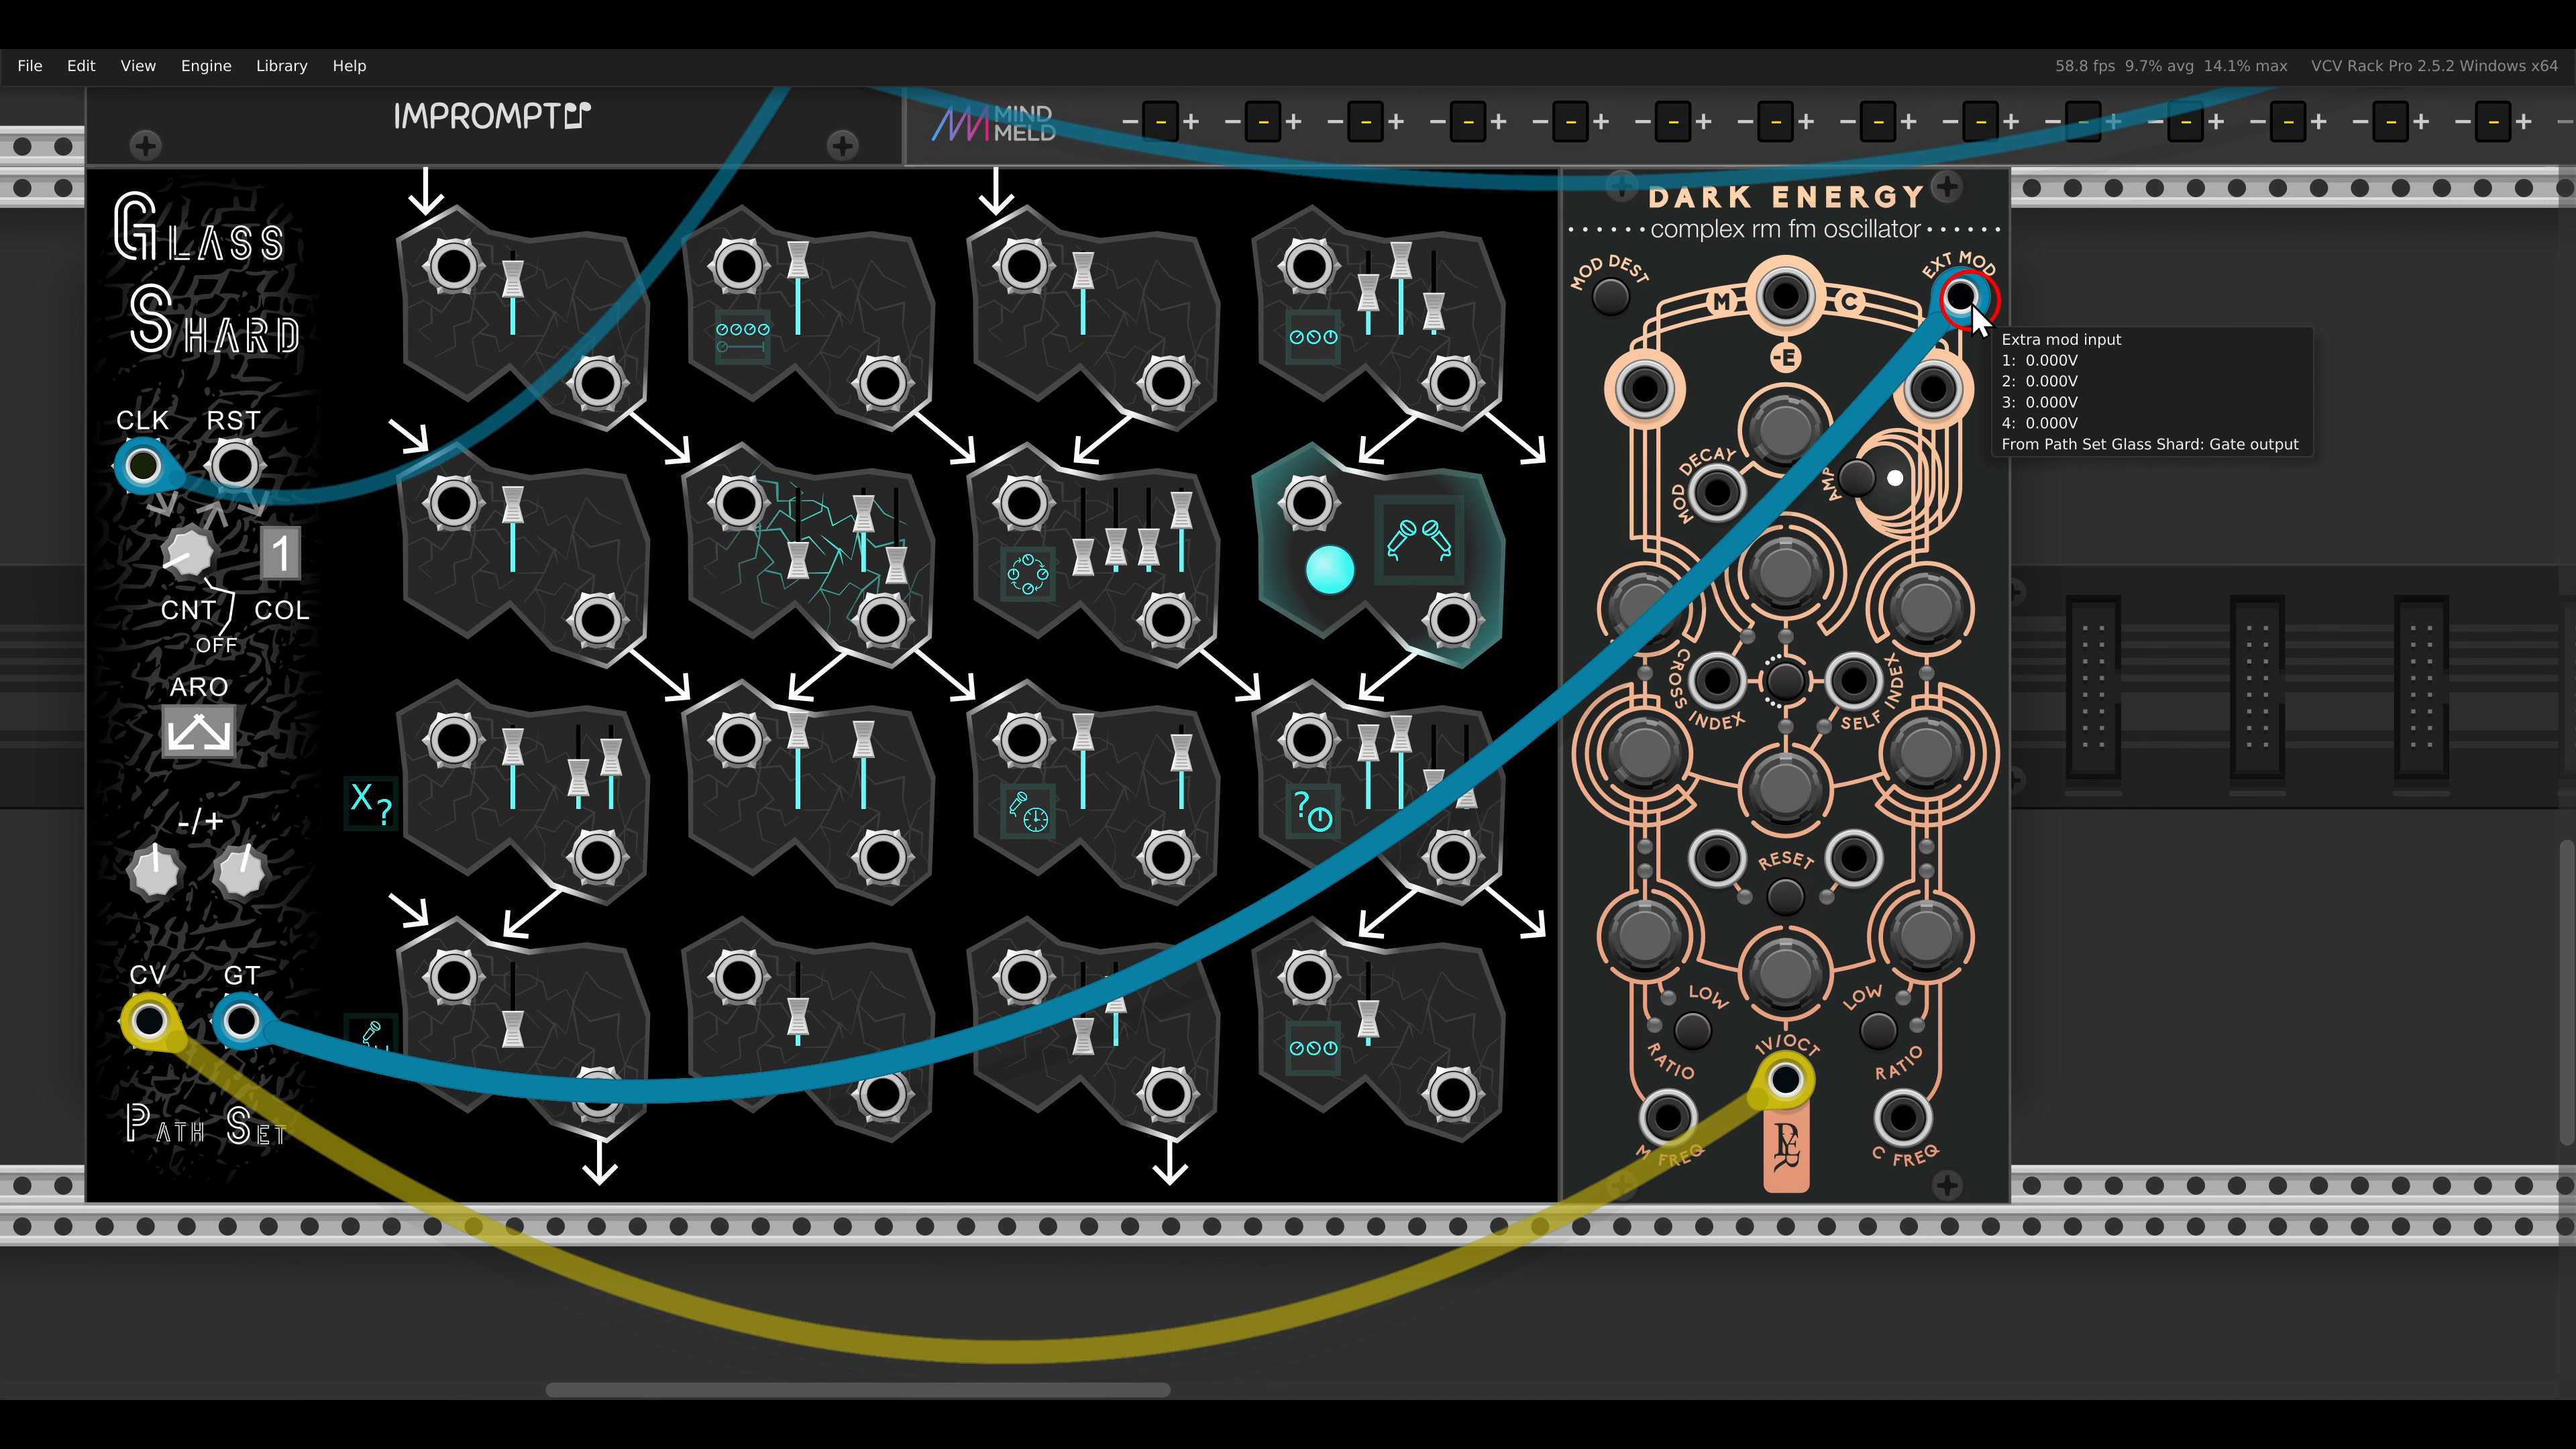 File Edit View Engine Library Help
58.8 fps 9.7% avg 14.1% max VCV Rack Pro 2.5.2 Windows x64
IMPROMPTU
MIND
MELD
- - + - - + - - + - - + - - + - - + - - + - - + - - + - - + - - + - - + - - + - - + -
GLASS
SHARD
CLK RST
1
CNT COL
OFF
ARO
-/+
CV GT
PATH SET
X?
?
DARK ENERGY
complex rm fm oscillator
MOD DEST
EXT MOD
M
C
-E
MOD DECAY
AMP
CROSS INDEX
SELF INDEX
RESET
LOW
LOW
RATIO
1V/OCT
RATIO
M FREQ
C FREQ
Extra mod input
1: 0.000V
2: 0.000V
3: 0.000V
4: 0.000V
From Path Set Glass Shard: Gate output